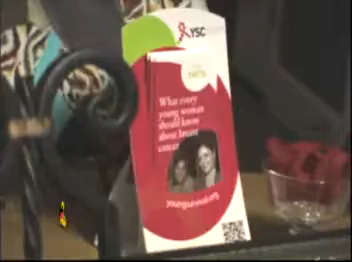 YSC
What every
young woman
should know
about breast
cancer
youngsurvival.org